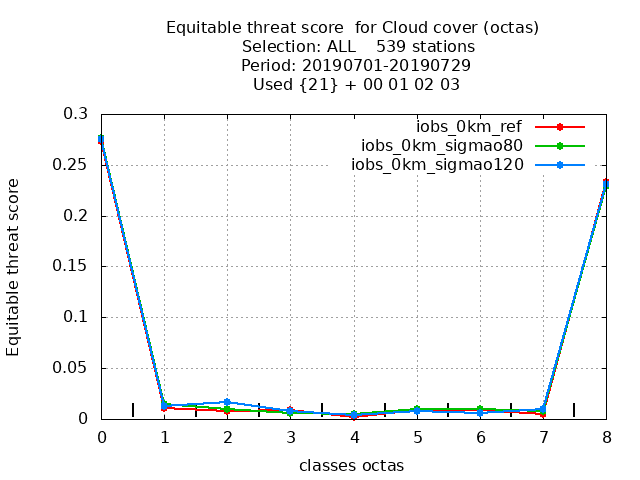 Equitable threat score  for Cloud cover (octas)
Selection: ALL    539 stations
Period: 20190701-20190729
Used {21} + 00 01 02 03
iobs_0km_ref
iobs_0km_sigmao80
iobs_0km_sigmao120
Equitable threat score
0.3
0.25
0.2
0.15
0.1
0.05
0
0 1 2 3 4 5 6 7 8
classes octas